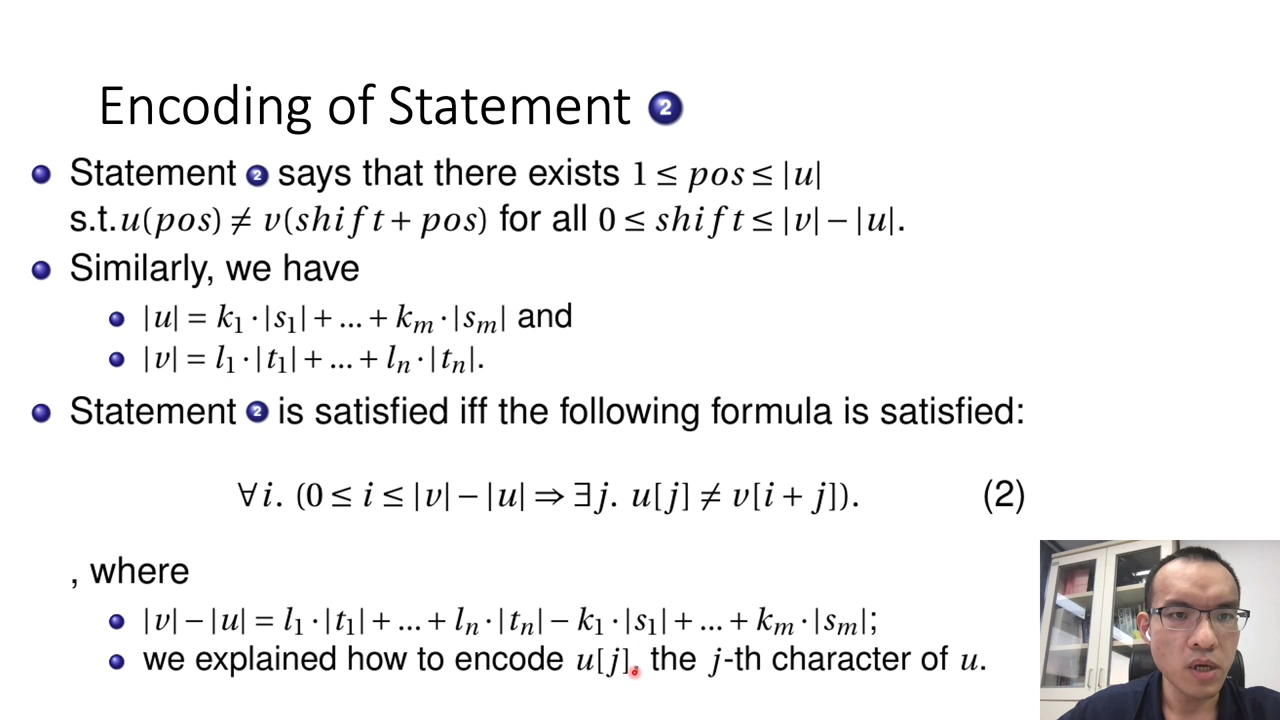 Encoding of Statement 2
Statement 2 says that there exists 1 ≤ pos ≤ |u|
s.t. u(pos) ≠ v(shift + pos) for all 0 ≤ shift ≤ |v| − |u|.
Similarly, we have
|u| = k₁ · |s₁| + ... + kₘ · |sₘ| and
|v| = l₁ · |t₁| + ... + lₙ · |tₙ|.
Statement 2 is satisfied iff the following formula is satisfied:
∀i. (0 ≤ i ≤ |v| − |u| ⇒ ∃j. u[j] ≠ v[i + j]). (2)
, where
|v| − |u| = l₁ · |t₁| + ... + lₙ · |tₙ| − k₁ · |s₁| + ... + kₘ · |sₘ|;
we explained how to encode u[j], the j-th character of u.